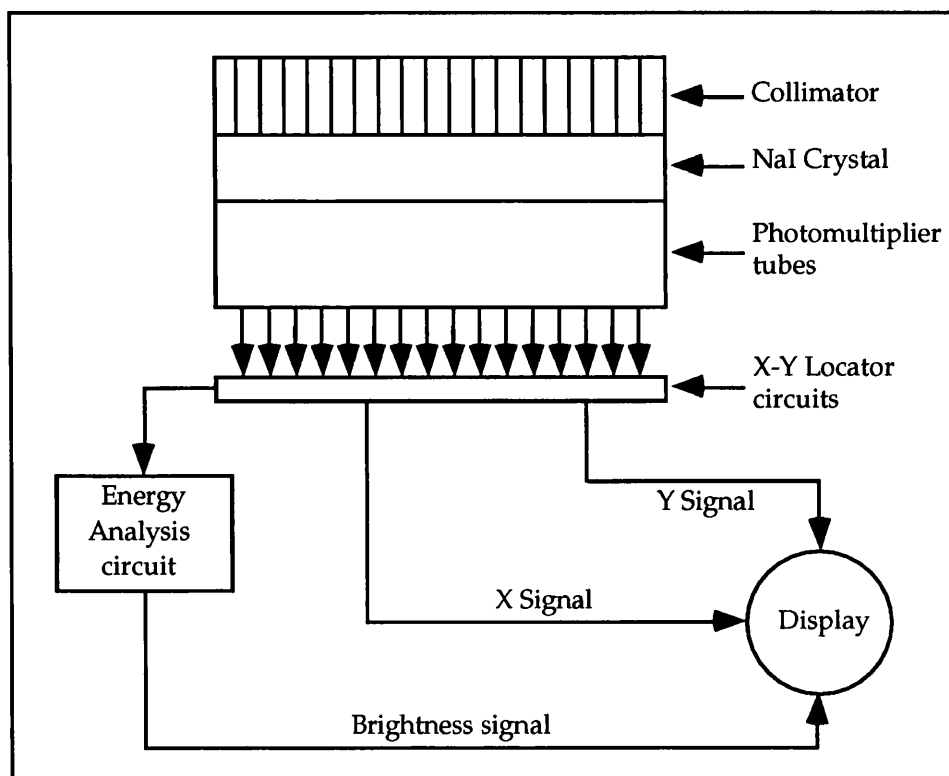 Collimator
NaI Crystal
Photomultiplier
tubes
X-Y Locator
circuits
Energy
Analysis
circuit
Y Signal
X Signal
Display
Brightness signal